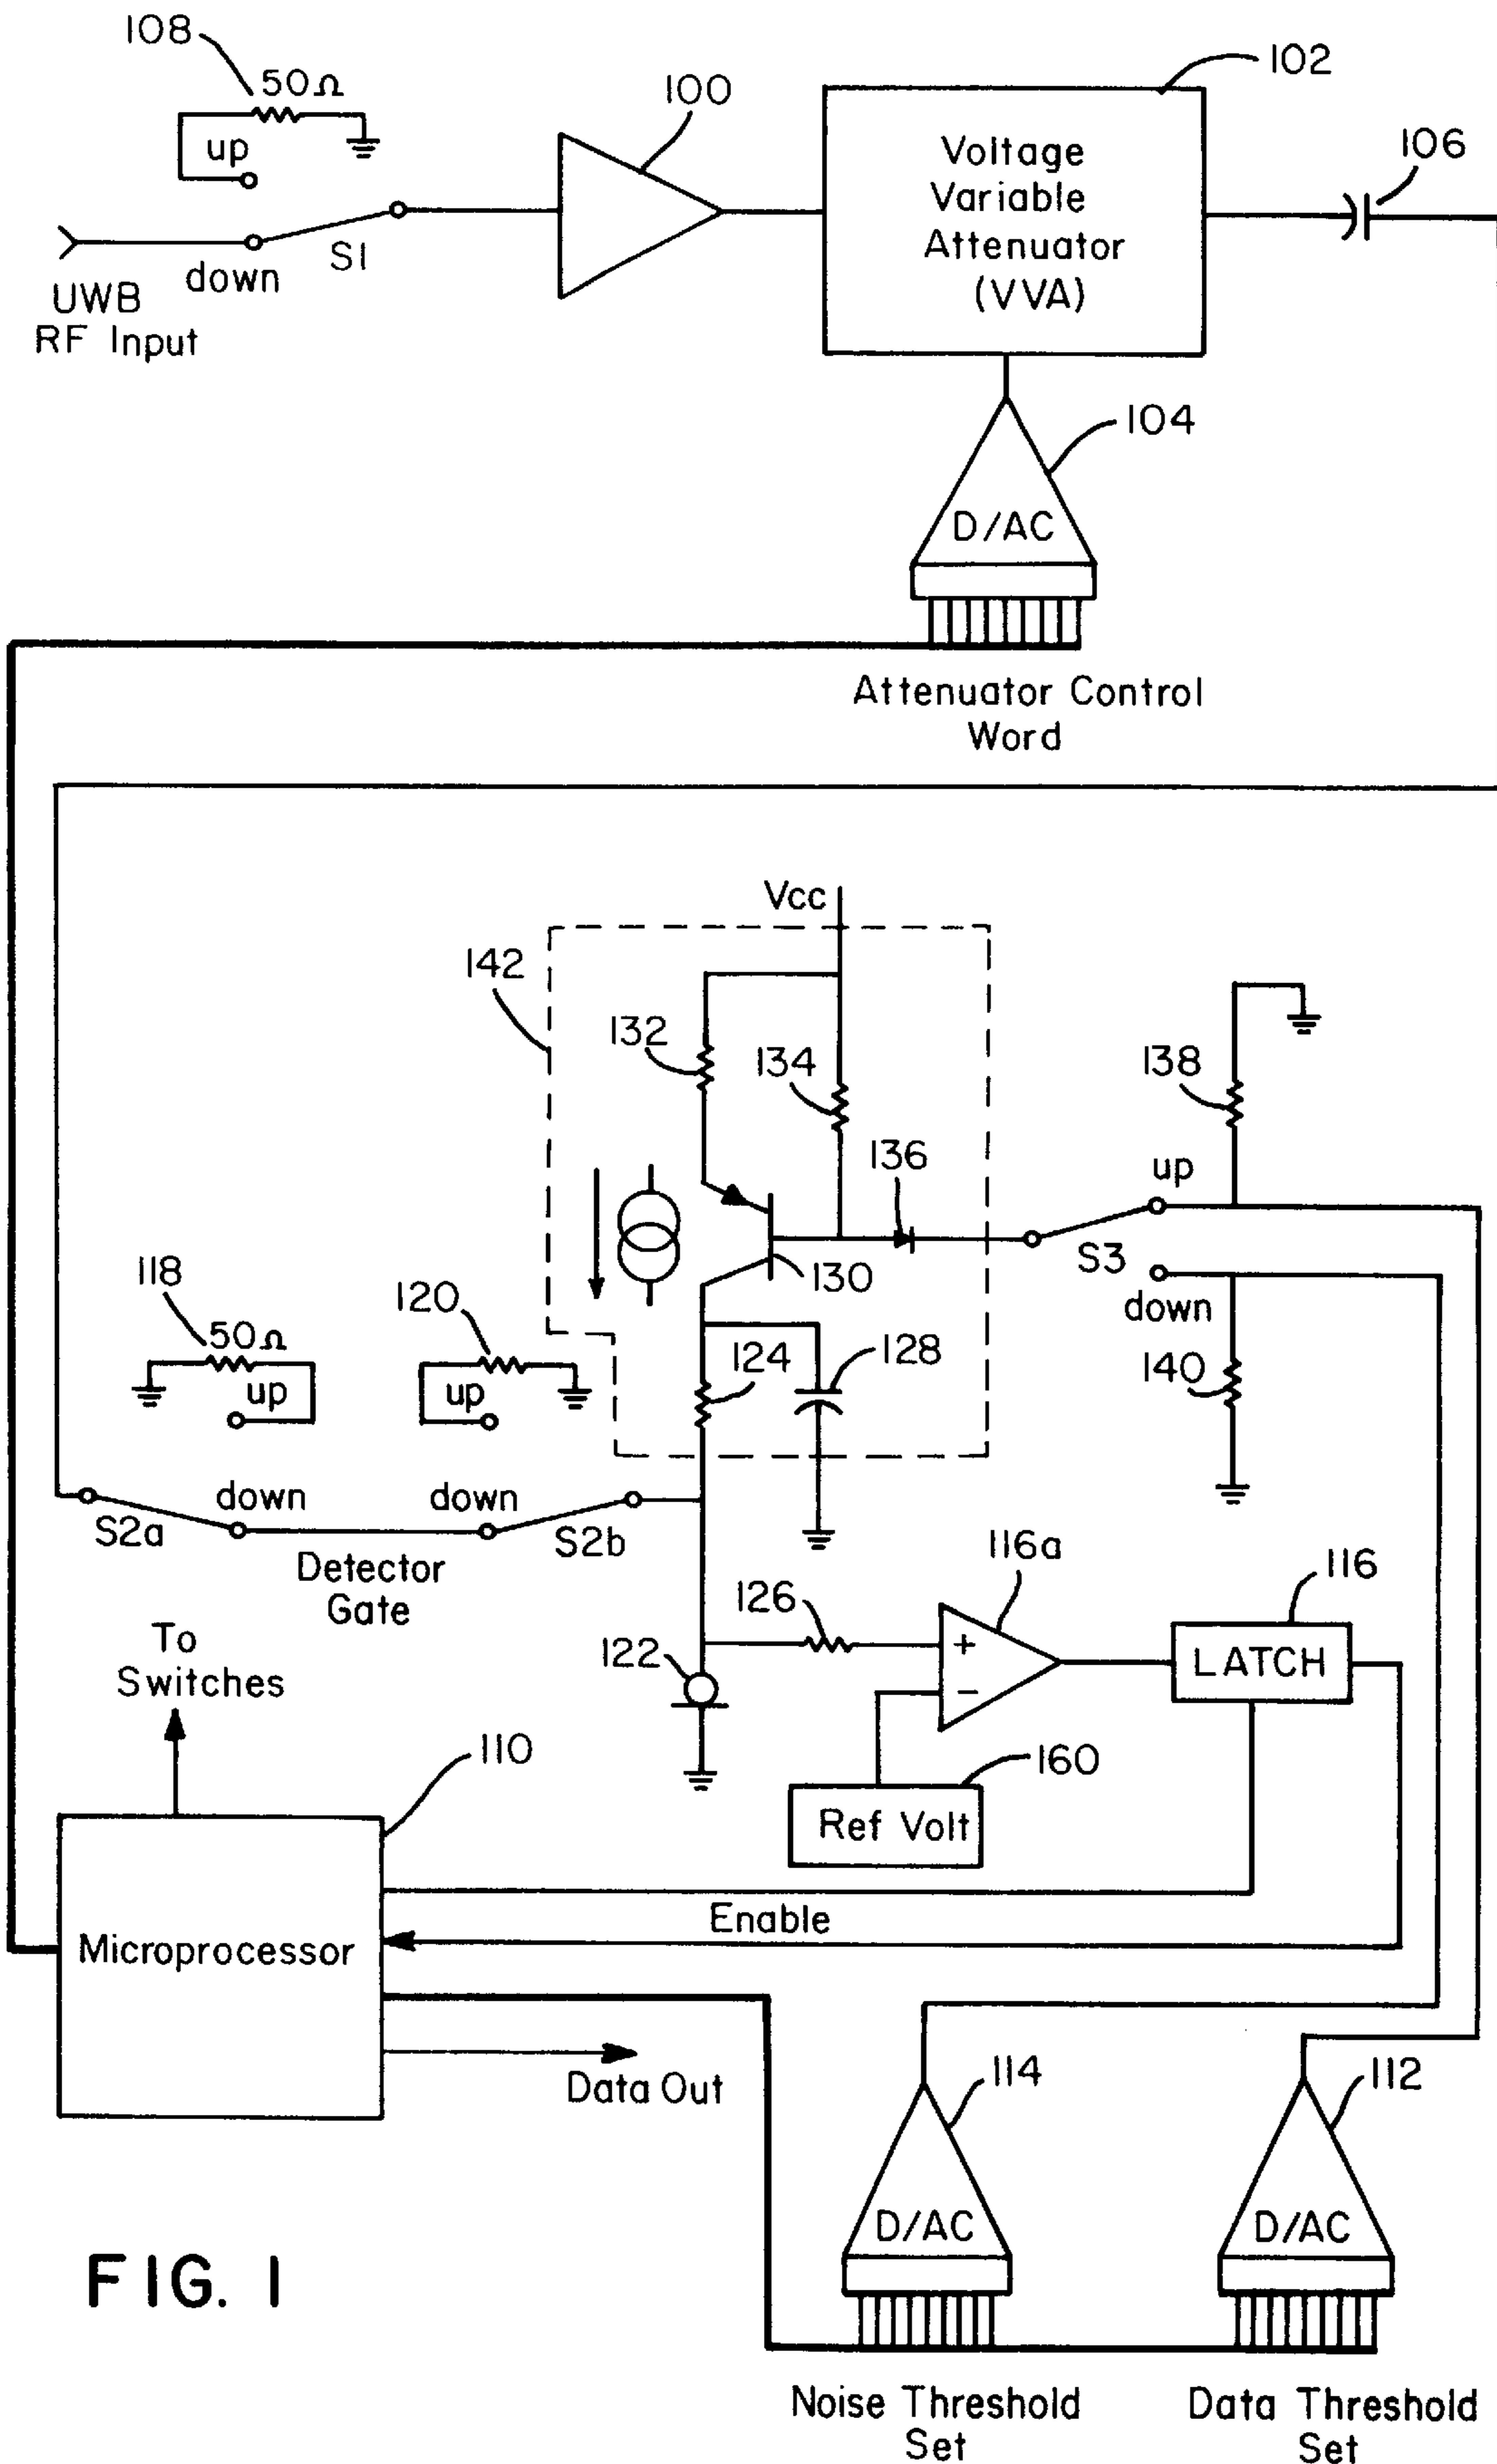 108
50Ω
up
S1
down
UWB
RF Input
100
102
Voltage
Variable
Attenuator
(VVA)
106
104
D/AC
Attenuator Control
Word
Vcc
142
132
134
136
130
138
up
S3
down
140
118
50Ω
up
120
up
124
128
S2a
down
down
S2b
Detector
Gate
To
Switches
122
126
116a
+
−
116
LATCH
160
Ref Volt
110
Microprocessor
Enable
Data Out
114
D/AC
112
D/AC
Noise Threshold
Set
Data Threshold
Set
FIG. 1